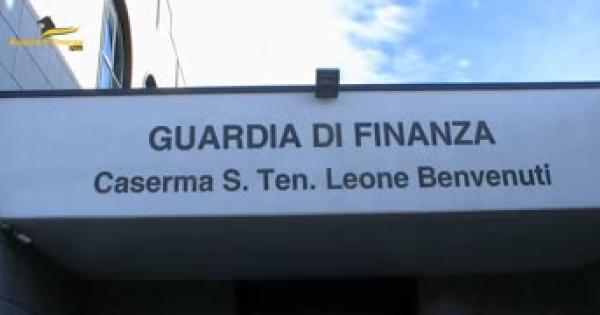 GUARDIA DI FINANZA
Caserma S. Ten. Leone Benvenuti